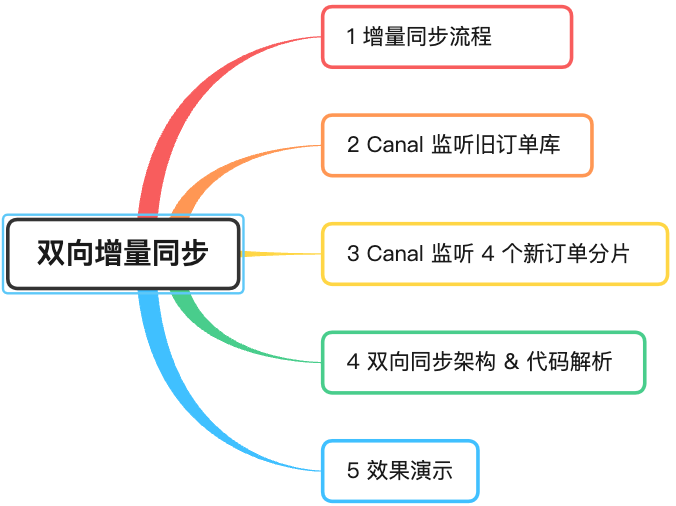 1 增量同步流程
2 Canal 监听旧订单库
双向增量同步
3 Canal 监听 4 个新订单分片
4 双向同步架构 & 代码解析
5 效果演示